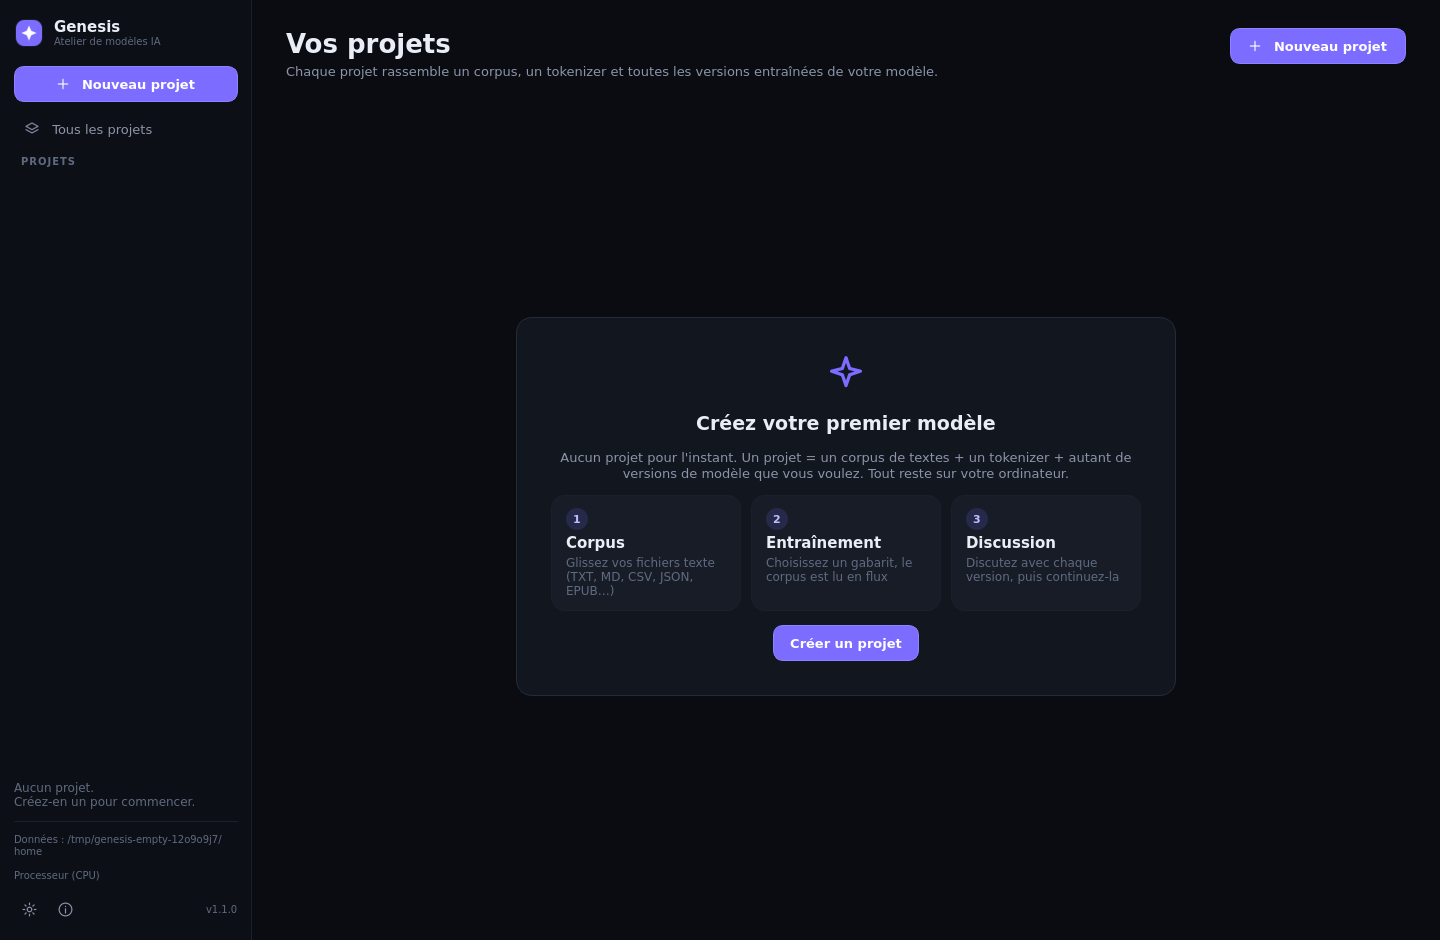 Genesis
Atelier de modèles IA
Nouveau projet
Tous les projets
PROJETS
Aucun projet.
Créez-en un pour commencer.
Données : /tmp/genesis-empty-12o9o9j7/
home
Processeur (CPU)
v1.1.0
Vos projets
Chaque projet rassemble un corpus, un tokenizer et toutes les versions entraînées de votre modèle.
Nouveau projet
Créez votre premier modèle
Aucun projet pour l'instant. Un projet = un corpus de textes + un tokenizer + autant de
versions de modèle que vous voulez. Tout reste sur votre ordinateur.
1
Corpus
Glissez vos fichiers texte
(TXT, MD, CSV, JSON,
EPUB…)
2
Entraînement
Choisissez un gabarit, le
corpus est lu en flux
3
Discussion
Discutez avec chaque
version, puis continuez-la
Créer un projet